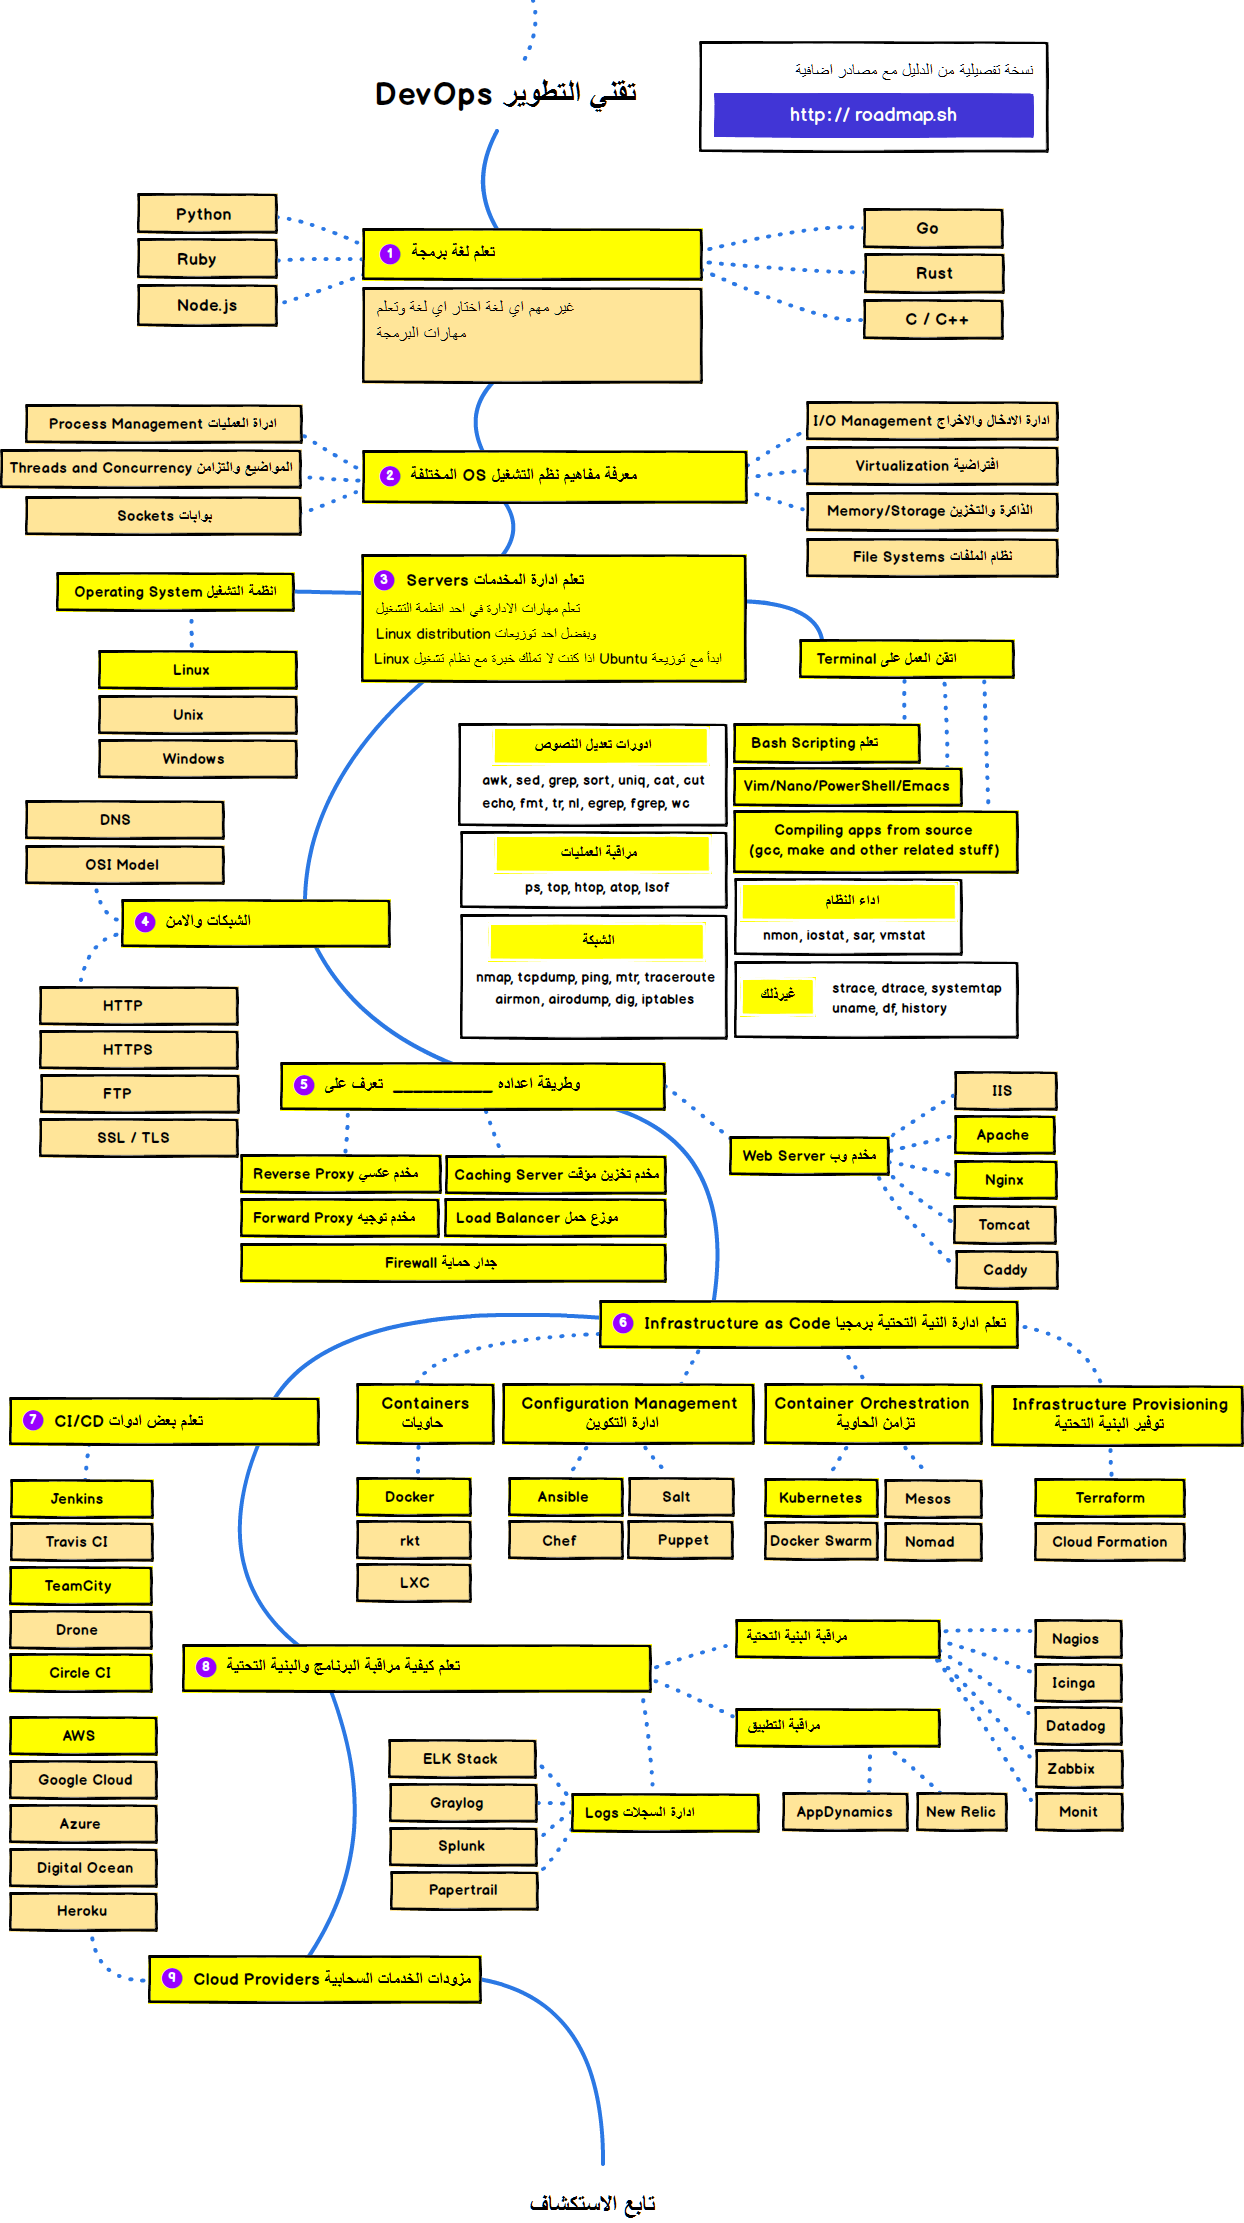 نسخة تفصيلية من الدليل مع مصادر اضافية
http:// roadmap.sh
تقني التطوير DevOps
Python
Ruby
Node.js
1 تعلم لغة برمجة
غير مهم اي لغة اختار اي لغة وتعلم
مهارات البرمجة
Go
Rust
C / C++
Process Management ادراة العمليات
Threads and Concurrency المواضيع والتزامن
Sockets بوابات
2 معرفة مفاهيم نظم التشغيل OS المختلفة
I/O Management ادارة الادخال والاخراج
Virtualization افتراضية
Memory/Storage الذاكرة والتخزين
File Systems نظام الملفات
3 Servers تعلم ادارة المخدمات
تعلم مهارات الادارة في احد انظمة التشغيل
ويفضل احد توزيعات Linux distribution
ابدأ مع توزيعة Ubuntu اذا كنت لا تملك خبرة مع نظام تشغيل Linux
Operating System انظمة التشغيل
Linux
Unix
Windows
Terminal اتقن العمل على
Bash Scripting تعلم
Vim/Nano/PowerShell/Emacs
Compiling apps from source
(gcc, make and other related stuff)
ادورات تعديل النصوص
awk, sed, grep, sort, uniq, cat, cut
echo, fmt, tr, nl, egrep, fgrep, wc
مراقبة العمليات
ps, top, htop, atop, lsof
اداء النظام
nmon, iostat, sar, vmstat
الشبكة
nmap, tcpdump, ping, mtr, traceroute
airmon, airodump, dig, iptables
غيرذلك
strace, dtrace, systemtap
uname, df, history
DNS
OSI Model
4 الشبكات والامن
HTTP
HTTPS
FTP
SSL / TLS
5 تعرف على __________ وطريقة اعداده
Reverse Proxy مخدم عكسي
Caching Server مخدم تخزين مؤقت
Forward Proxy مخدم توجيه
Load Balancer موزع حمل
Firewall جدار حماية
Web Server مخدم وب
IIS
Apache
Nginx
Tomcat
Caddy
6 Infrastructure as Code تعلم ادارة النية التحتية برمجيا
Containers
حاويات
Docker
rkt
LXC
Configuration Management
ادارة التكوين
Ansible
Salt
Chef
Puppet
Container Orchestration
تزامن الحاوية
Kubernetes
Mesos
Docker Swarm
Nomad
Infrastructure Provisioning
توفير البنية التحتية
Terraform
Cloud Formation
7 تعلم بعض ادوات CI/CD
Jenkins
Travis CI
TeamCity
Drone
Circle CI
8 تعلم كيفية مراقبة البرنامج والبنية التحتية
مراقبة البنية التحتية
Nagios
Icinga
Datadog
Zabbix
Monit
مراقبة التطبيق
AppDynamics
New Relic
Logs ادارة السجلات
ELK Stack
Graylog
Splunk
Papertrail
AWS
Google Cloud
Azure
Digital Ocean
Heroku
9 Cloud Providers مزودات الخدمات السحابية
تابع الاستكشاف